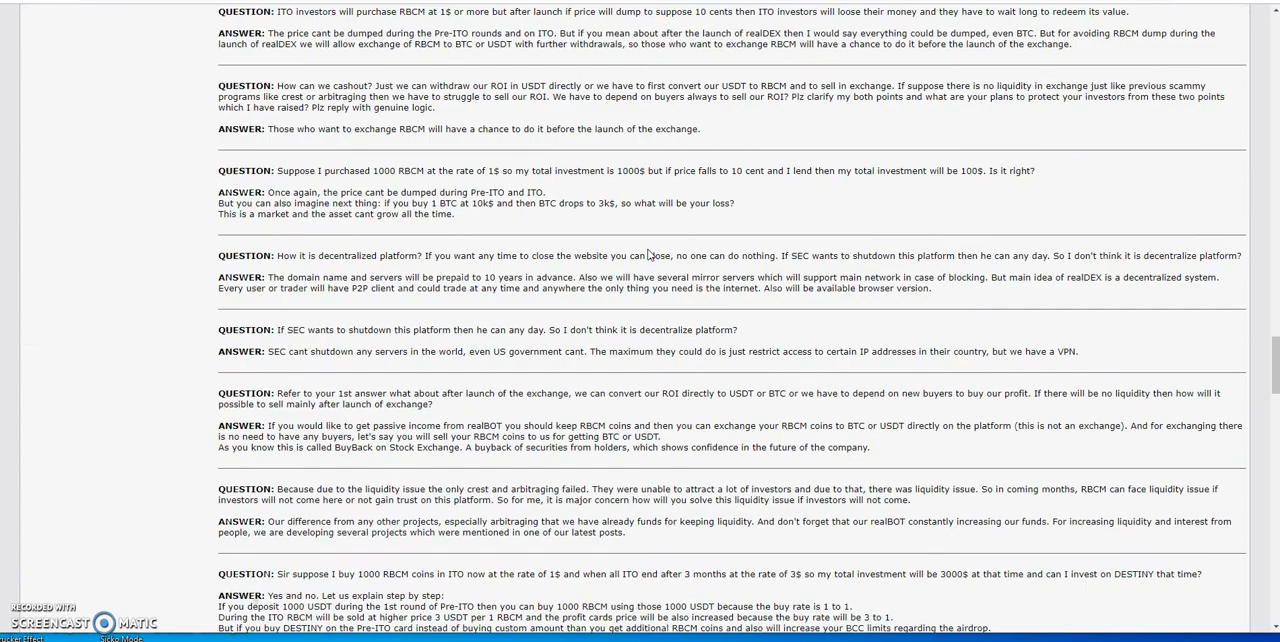 QUESTION: ITO investors will purchase RBCM at 1$ or more but after launch if price will dump to suppose 10 cents then ITO investors will loose their money and they have to wait long to redeem its value.
ANSWER: The price cant be dumped during the Pre-ITO rounds and on ITO. But if you mean about after the launch of realDEX then I would say everything could be dumped, even BTC. But for avoiding RBCM dump during the
launch of realDEX we will allow exchange of RBCM to BTC or USDT with further withdrawals, so those who want to exchange RBCM will have a chance to do it before the launch of the exchange.
QUESTION: How can we cashout? Just we can withdraw our ROI in USDT directly or we have to first convert our USDT to RBCM and to sell in exchange. If suppose there is no liquidity in exchange just like previous scammy
programs like crest or arbitraging then we have to struggle to sell our ROI. We have to depend on buyers always to sell our ROI? Plz clarify my both points and what are your plans to protect your investors from these two points
which I have raised? Plz reply with genuine logic.
ANSWER: Those who want to exchange RBCM will have a chance to do it before the launch of the exchange.
QUESTION: Suppose I purchased 1000 RBCM at the rate of 1$ so my total investment is 1000$ but if price falls to 10 cent and I lend then my total investment will be 100$. Is it right?
ANSWER: Once again, the price cant be dumped during Pre-ITO and ITO.
But you can also imagine next thing: if you buy 1 BTC at 10k$ and then BTC drops to 3k$, so what will be your loss?
This is a market and the asset cant grow all the time.
QUESTION: How it is decentralized platform? If you want any time to close the website you can close, no one can do nothing. If SEC wants to shutdown this platform then he can any day. So I don't think it is decentralize platform?
ANSWER: The domain name and servers will be prepaid to 10 years in advance. Also we will have several mirror servers which will support main network in case of blocking. But main idea of realDEX is a decentralized system.
Every user or trader will have P2P client and could trade at any time and anywhere the only thing you need is the internet. Also will be available browser version.
QUESTION: If SEC wants to shutdown this platform then he can any day. So I don't think it is decentralize platform?
ANSWER: SEC cant shutdown any servers in the world, even US government cant. The maximum they could do is just restrict access to certain IP addresses in their country, but we have a VPN.
QUESTION: Refer to your 1st answer what about after launch of the exchange, we can convert our ROI directly to USDT or BTC or we have to depend on new buyers to buy our profit. If there will be no liquidity then how will it
possible to sell mainly after launch of exchange?
ANSWER: If you would like to get passive income from realBOT you should keep RBCM coins and then you can exchange your RBCM coins to BTC or USDT directly on the platform (this is not an exchange). And for exchanging there
is no need to have any buyers, let's say you will sell your RBCM coins to us for getting BTC or USDT.
As you know this is called BuyBack on Stock Exchange. A buyback of securities from holders, which shows confidence in the future of the company.
QUESTION: Because due to the liquidity issue the only crest and arbitraging failed. They were unable to attract a lot of investors and due to that, there was liquidity issue. So in coming months, RBCM can face liquidity issue if
investors will not come here or not gain trust on this platform. So for me, it is major concern how will you solve this liquidity issue if investors will not come.
ANSWER: Our difference from any other projects, especially arbitraging that we have already funds for keeping liquidity. And don't forget that our realBOT constantly increasing our funds. For increasing liquidity and interest from
people, we are developing several projects which were mentioned in one of our latest posts.
QUESTION: Sir suppose I buy 1000 RBCM coins in ITO now at the rate of 1$ and when all ITO end after 3 months at the rate of 3$ so my total investment will be 3000$ at that time and can I invest on DESTINY that time?
ANSWER: Yes and no. Let us explain step by step:
If you deposit 1000 USDT during the 1st round of Pre-ITO then you can buy 1000 RBCM using those 1000 USDT because the buy rate is 1 to 1.
During the ITO RBCM will be sold at higher price 3 USDT per 1 RBCM and the profit cards price will be also increased because the buy rate will be 3 to 1.
But if you buy DESTINY on the Pre-ITO card instead of buying custom amount than you get additional RBCM coins and also will increase your BCC limits regarding the airdrop.
RECORDED WITH
SCREENCAST MATIC
rucker Effect
Sicko Mode